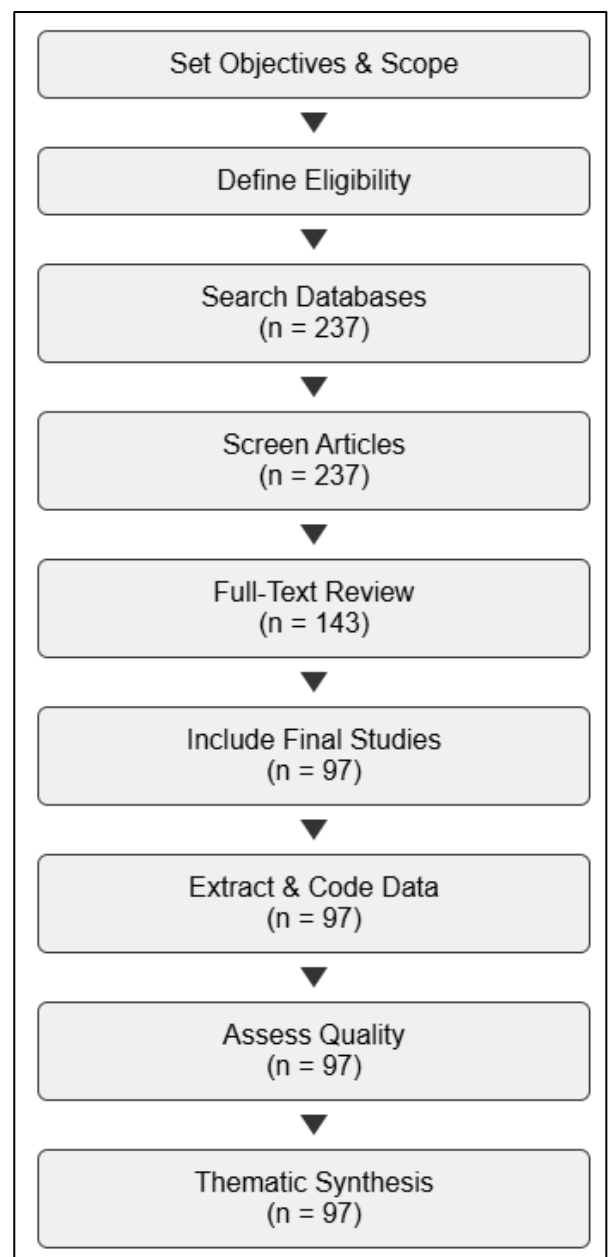 Set Objectives & Scope
Define Eligibility
Search Databases
(n = 237)
Screen Articles
(n = 237)
Full-Text Review
(n = 143)
Include Final Studies
(n = 97)
Extract & Code Data
(n = 97)
Assess Quality
(n = 97)
Thematic Synthesis
(n = 97)